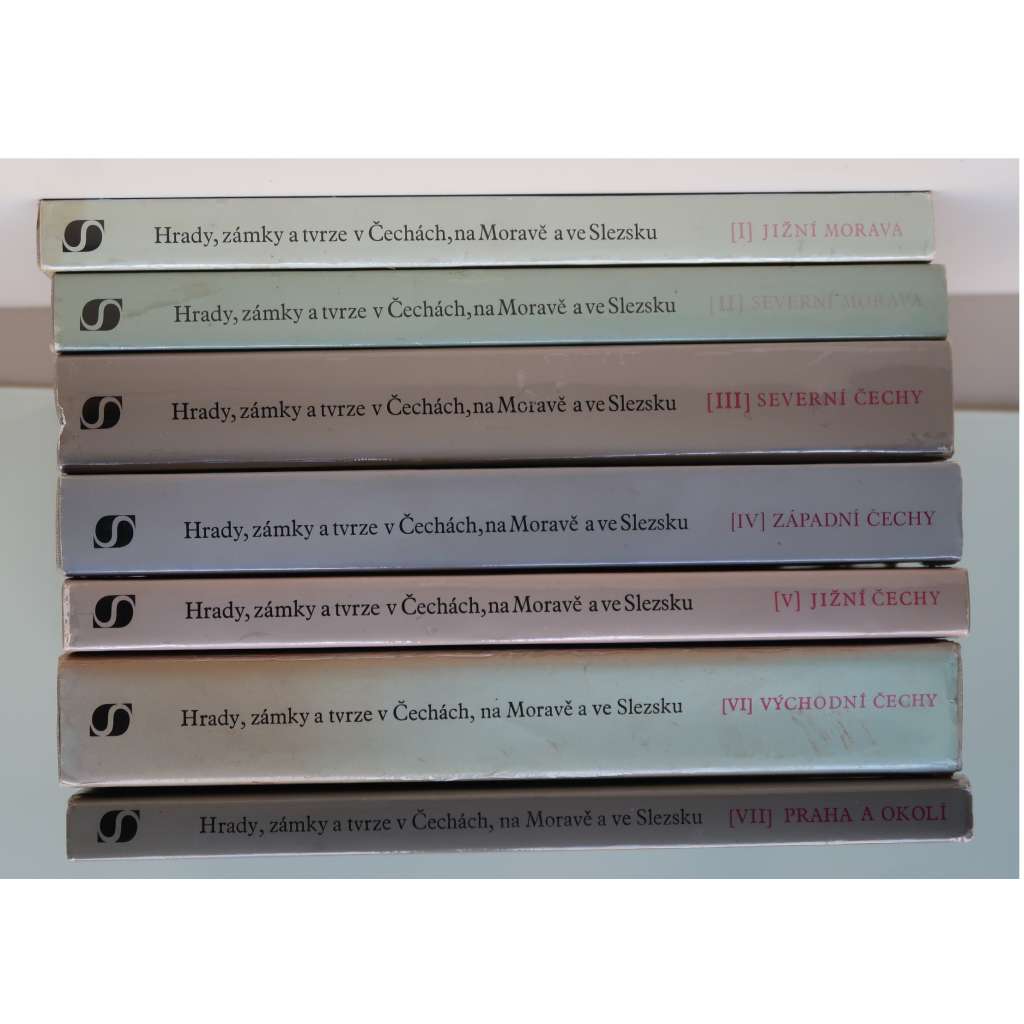 Hrady, zámky a tvrze v Čechách, na Moravě a ve Slezsku [I] JIŽNÍ MORAVA
Hrady, zámky a tvrze v Čechách, na Moravě a ve Slezsku [II] SEVERNÍ MORAVA
Hrady, zámky a tvrze v Čechách, na Moravě a ve Slezsku [III] SEVERNÍ ČECHY
Hrady, zámky a tvrze v Čechách, na Moravě a ve Slezsku [IV] ZÁPADNÍ ČECHY
Hrady, zámky a tvrze v Čechách, na Moravě a ve Slezsku [V] JIŽNÍ ČECHY
Hrady, zámky a tvrze v Čechách, na Moravě a ve Slezsku [VI] VÝCHODNÍ ČECHY
Hrady, zámky a tvrze v Čechách, na Moravě a ve Slezsku [VII] PRAHA A OKOLÍ